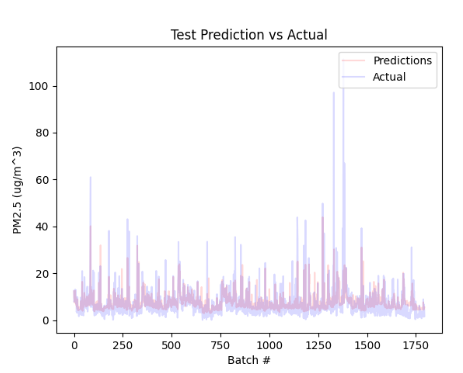 Test Prediction vs Actual
Predictions
Actual
PM2.5 (ug/m^3)
100
80
60
40
20
0
0 250 500 750 1000 1250 1500 1750
Batch #